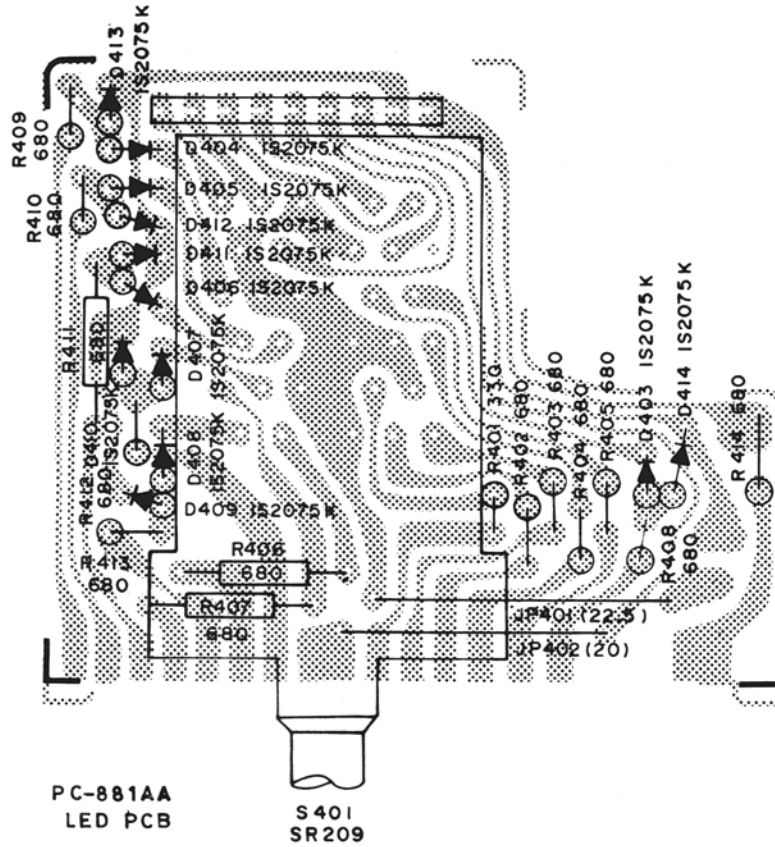 D413
IS2075K
R409
680
D404 IS2075K
D405 IS2075K
R410
680
D412 IS2075K
D411 IS2075K
D406 IS2075K
R411
680
D407
IS2075K
D410
IS2075K
D408
IS2075K
R412
680
D409 IS2075K
R413
680
R406
680
R407
680
R401 330
R402 680
R403 680
R404 680
R405 680
D403 IS2075K
D414 IS2075K
R408
680
R414 680
JP401(22.5)
JP402(20)
PC-881AA
LED PCB
S401
SR209